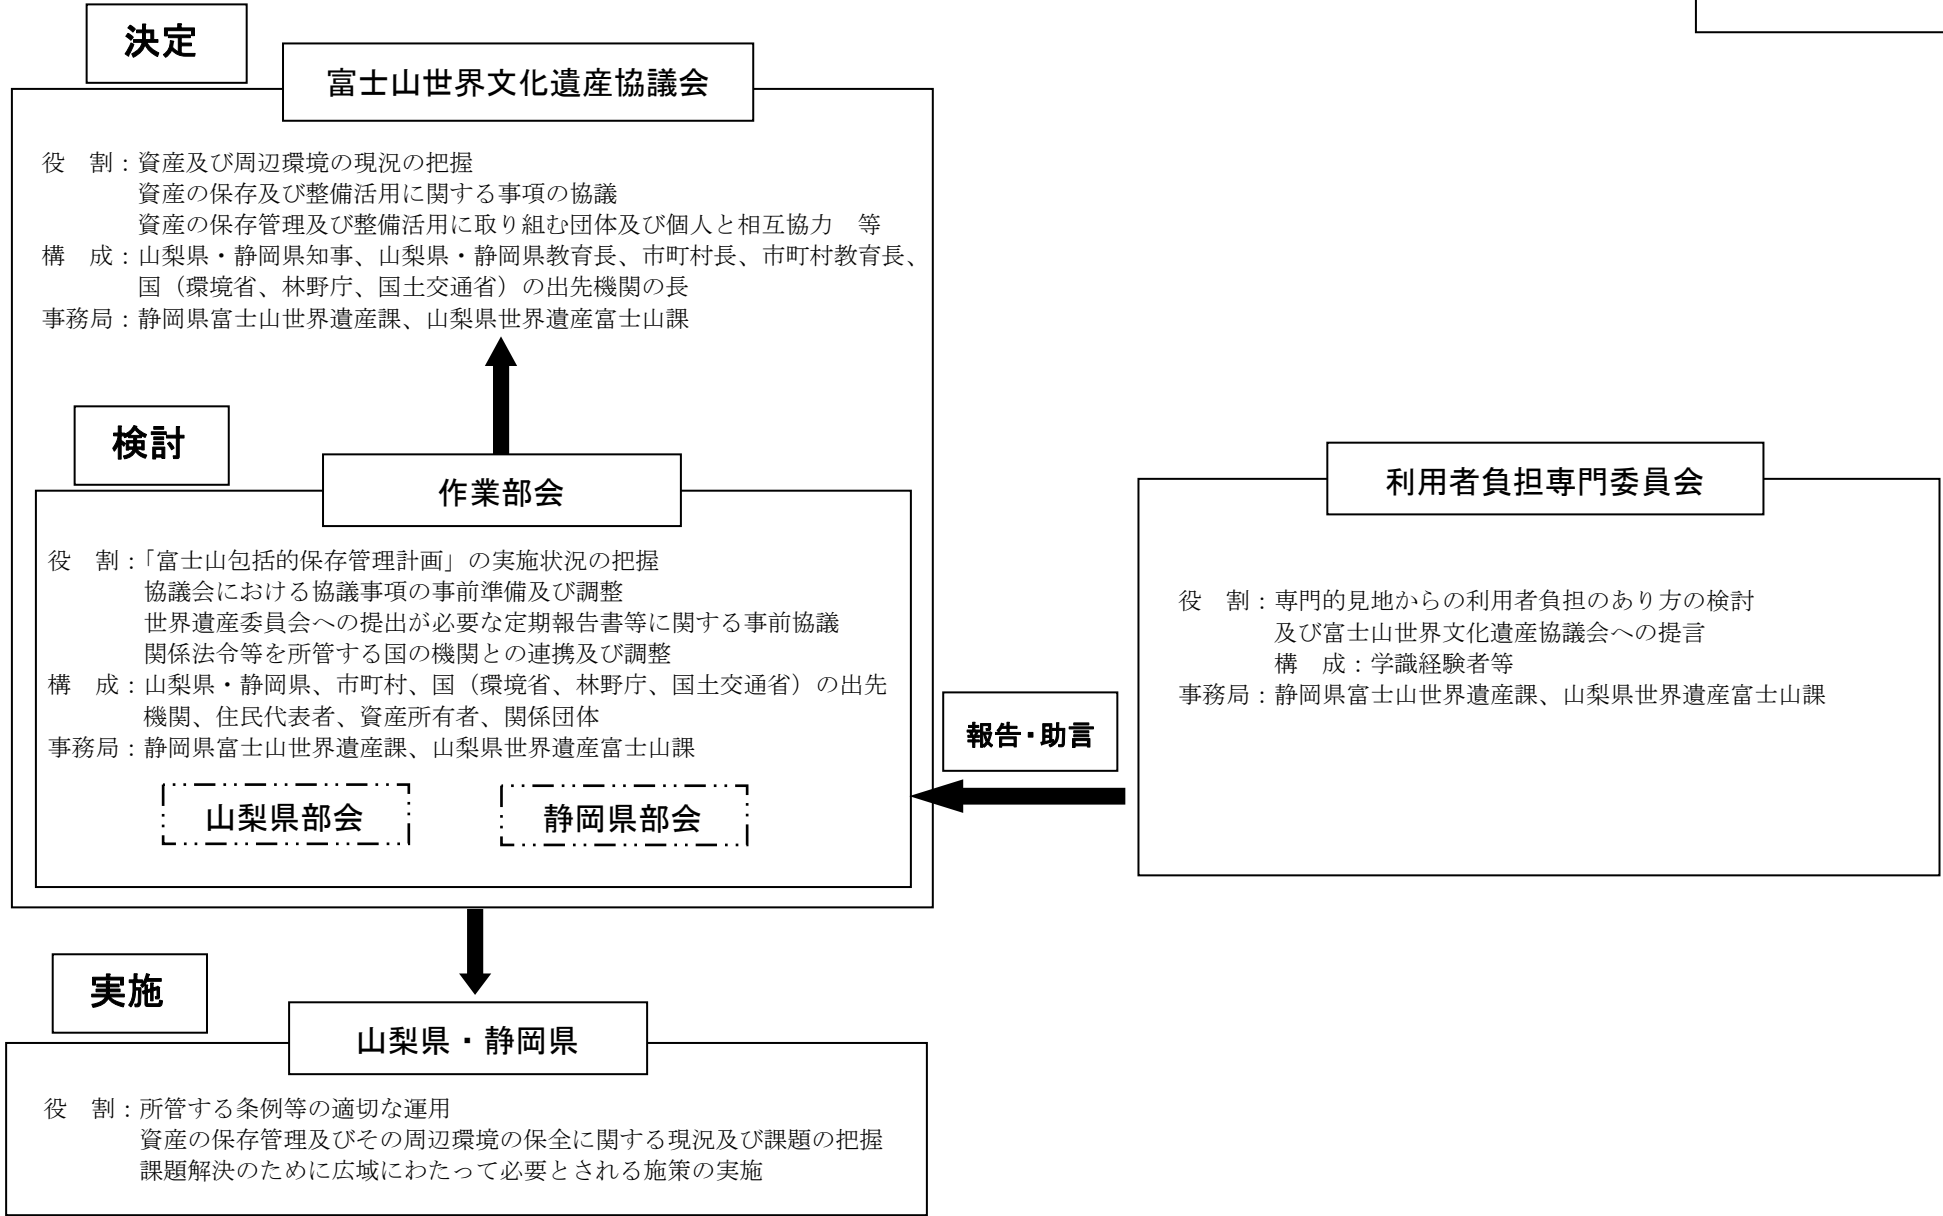 決定
富士山世界文化遺産協議会
役　割：資産及び周辺環境の現況の把握
資産の保存及び整備活用に関する事項の協議
資産の保存管理及び整備活用に取り組む団体及び個人と相互協力　等
構　成：山梨県・静岡県知事、山梨県・静岡県教育長、市町村長、市町村教育長、
国（環境省、林野庁、国土交通省）の出先機関の長
事務局：静岡県富士山世界遺産課、山梨県世界遺産富士山課
検討
作業部会
役　割：「富士山包括的保存管理計画」の実施状況の把握
協議会における協議事項の事前準備及び調整
世界遺産委員会への提出が必要な定期報告書等に関する事前協議
関係法令等を所管する国の機関との連携及び調整
構　成：山梨県・静岡県、市町村、国（環境省、林野庁、国土交通省）の出先
機関、住民代表者、資産所有者、関係団体
事務局：静岡県富士山世界遺産課、山梨県世界遺産富士山課
山梨県部会
静岡県部会
報告・助言
利用者負担専門委員会
役　割：専門的見地からの利用者負担のあり方の検討
及び富士山世界文化遺産協議会への提言
構　成：学識経験者等
事務局：静岡県富士山世界遺産課、山梨県世界遺産富士山課
実施
山梨県・静岡県
役　割：所管する条例等の適切な運用
資産の保存管理及びその周辺環境の保全に関する現況及び課題の把握
課題解決のために広域にわたって必要とされる施策の実施